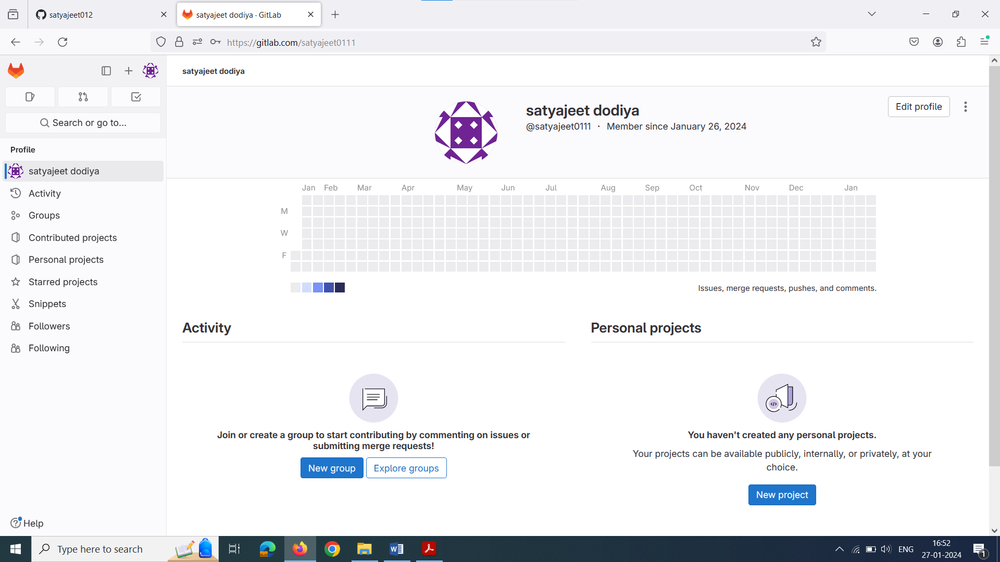 satyajeet012
satyajeet dodiya · GitLab
https://gitlab.com/satyajeet0111
satyajeet dodiya
Search or go to...
Profile
satyajeet dodiya
Activity
Groups
Contributed projects
Personal projects
Starred projects
Snippets
Followers
Following
Help
satyajeet dodiya
@satyajeet0111 · Member since January 26, 2024
Edit profile
Jan Feb Mar Apr May Jun Jul Aug Sep Oct Nov Dec Jan
M
W
F
Issues, merge requests, pushes, and comments.
Activity
Join or create a group to start contributing by commenting on issues or
submitting merge requests!
New group Explore groups
Personal projects
You haven't created any personal projects.
Your projects can be available publicly, internally, or privately, at your
choice.
New project
Type here to search
ENG
16:52
27-01-2024
1